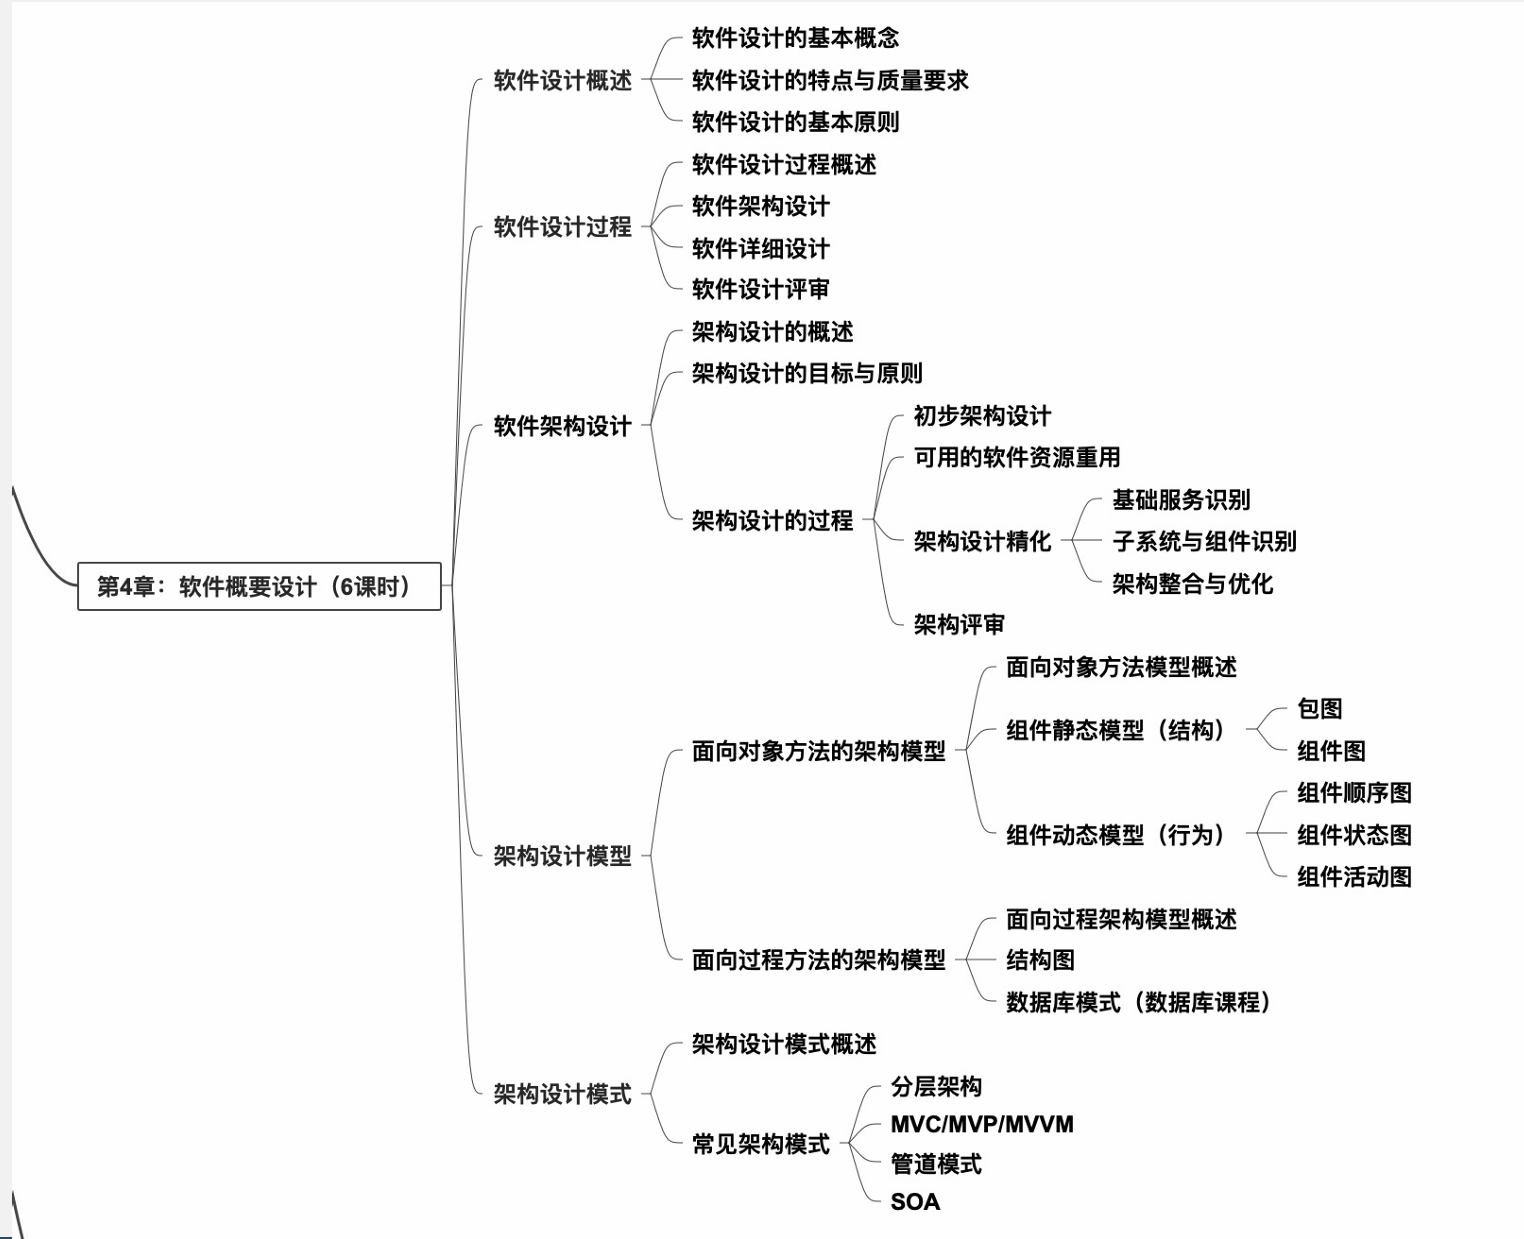 第4章：软件概要设计（6课时）
软件设计概述
软件设计的基本概念
软件设计的特点与质量要求
软件设计的基本原则
软件设计过程
软件设计过程概述
软件架构设计
软件详细设计
软件设计评审
软件架构设计
架构设计的概述
架构设计的目标与原则
架构设计的过程
初步架构设计
可用的软件资源重用
架构设计精化
基础服务识别
子系统与组件识别
架构整合与优化
架构评审
架构设计模型
面向对象方法的架构模型
面向对象方法模型概述
组件静态模型（结构）
包图
组件图
组件动态模型（行为）
组件顺序图
组件状态图
组件活动图
面向过程方法的架构模型
面向过程架构模型概述
结构图
数据库模式（数据库课程）
架构设计模式
架构设计模式概述
常见架构模式
分层架构
MVC/MVP/MVVM
管道模式
SOA